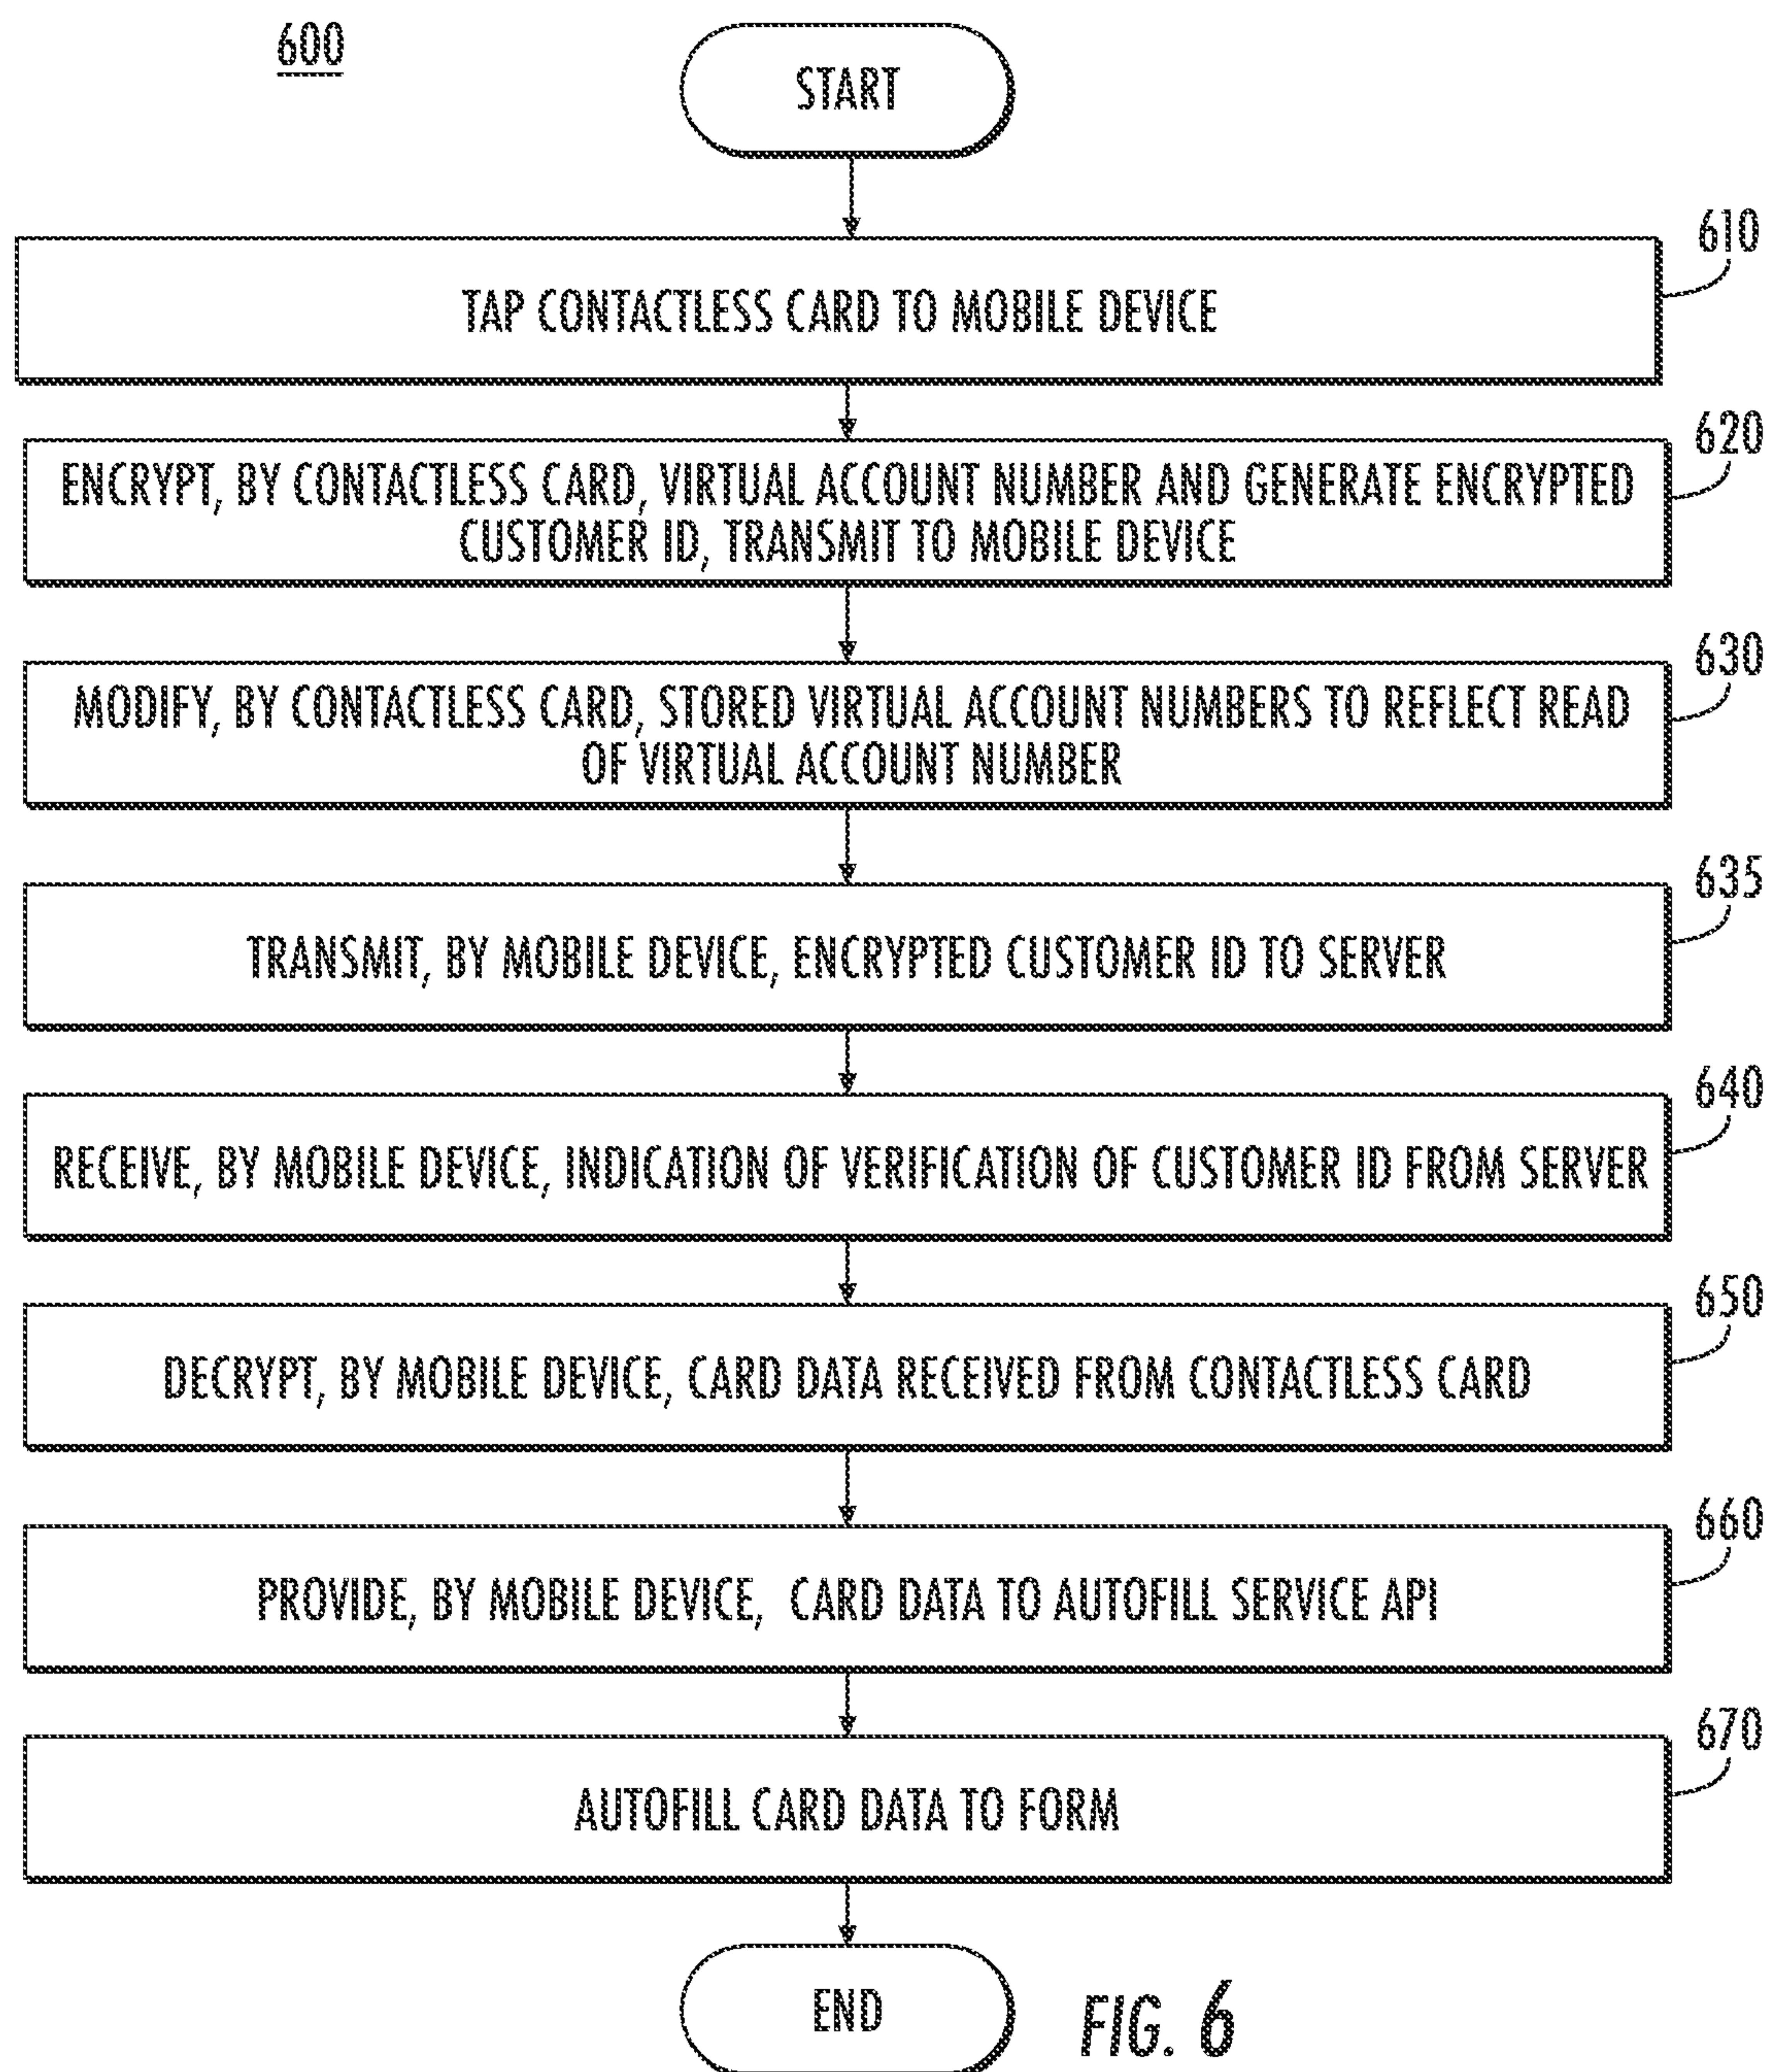 600
START
610
TAP CONTACTLESS CARD TO MOBILE DEVICE
620
ENCRYPT, BY CONTACTLESS CARD, VIRTUAL ACCOUNT NUMBER AND GENERATE ENCRYPTED
CUSTOMER ID, TRANSMIT TO MOBILE DEVICE
630
MODIFY, BY CONTACTLESS CARD, STORED VIRTUAL ACCOUNT NUMBERS TO REFLECT READ
OF VIRTUAL ACCOUNT NUMBER
635
TRANSMIT, BY MOBILE DEVICE, ENCRYPTED CUSTOMER ID TO SERVER
640
RECEIVE, BY MOBILE DEVICE, INDICATION OF VERIFICATION OF CUSTOMER ID FROM SERVER
650
DECRYPT, BY MOBILE DEVICE, CARD DATA RECEIVED FROM CONTACTLESS CARD
660
PROVIDE, BY MOBILE DEVICE, CARD DATA TO AUTOFILL SERVICE API
670
AUTOFILL CARD DATA TO FORM
END
FIG. 6